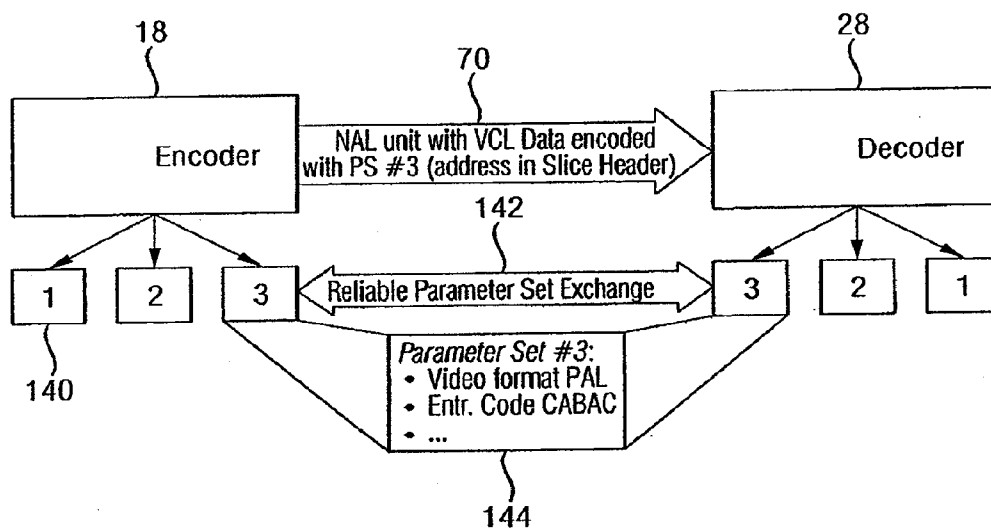 18
28
70
Encoder
NAL unit with VCL Data encoded
with PS #3 (address in Slice Header)
Decoder
142
1
2
3
Reliable Parameter Set Exchange
3
2
1
140
Parameter Set #3:
• Video format PAL
• Entr. Code CABAC
• ...
144